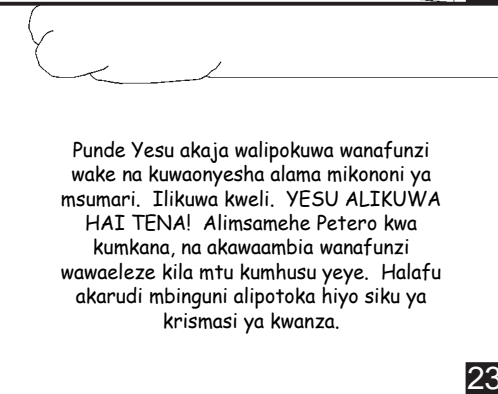 Punde Yesu akaja walipokuwa wanafunzi
wake na kuwaonyesha alama mikononi ya
msumari. Ilikuwa kweli. YESU ALIKUWA
HAI TENA! Alimsamehe Petero kwa
kumkana, na akawaambia wanafunzi
wawaeleze kila mtu kumhusu yeye. Halafu
akarudi mbinguni alipotoka hiyo siku ya
krismasi ya kwanza.
23